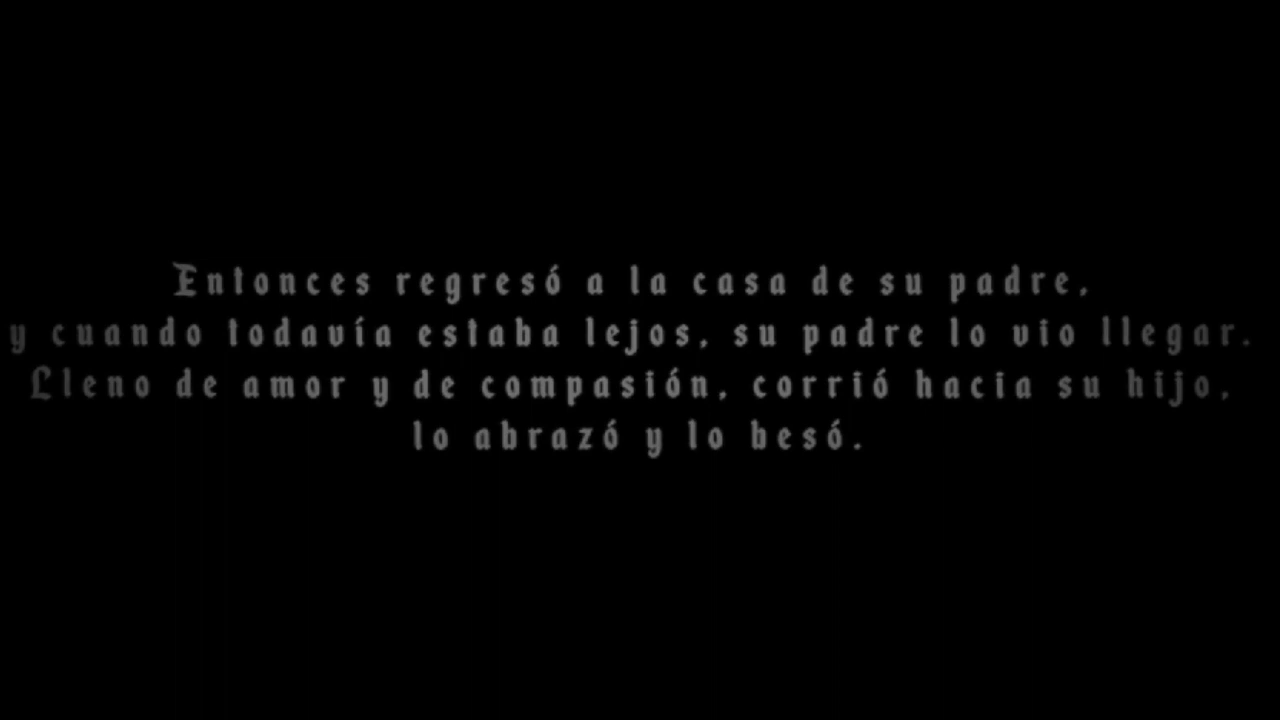 Entonces regresó a la casa de su padre,
y cuando todavía estaba lejos, su padre lo vio llegar.
Lleno de amor y de compasión, corrió hacia su hijo,
lo abrazó y lo besó.